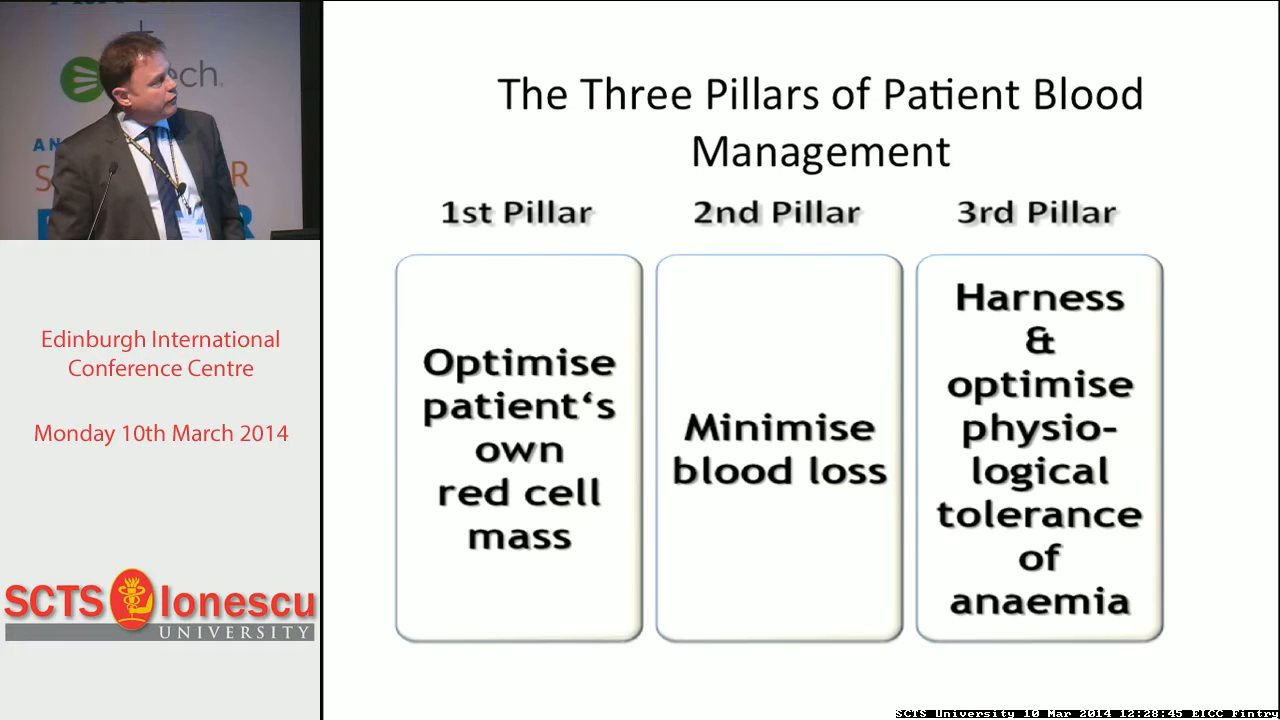 The Three Pillars of Patient Blood
Management
1st Pillar
2nd Pillar
3rd Pillar
Optimise
patient‘s
own
red cell
mass
Minimise
blood loss
Harness
&
optimise
physio-
logical
tolerance
of
anaemia
Edinburgh International
Conference Centre
Monday 10th March 2014
SCTS Ionescu
UNIVERSITY
SCTS University 10 Mar 2014 12:28:45 EICC Fintry